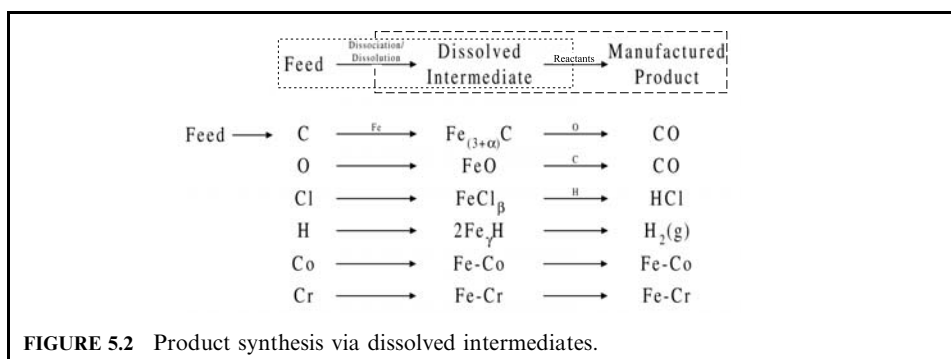 Feed Dissociation/ Dissolution Dissolved Intermediate Reactants Manufactured Product
Feed C Fe Fe(3+α)C O CO
O FeO C CO
Cl FeClβ H HCl
H 2FeγH H2(g)
Co Fe-Co Fe-Co
Cr Fe-Cr Fe-Cr
FIGURE 5.2 Product synthesis via dissolved intermediates.